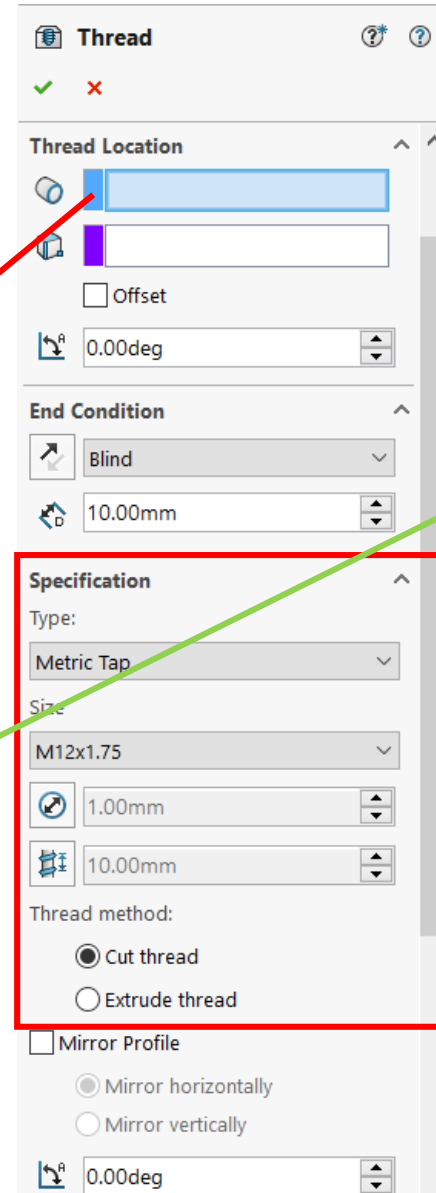 Thread
Thread Location
Offset
0.00deg
End Condition
Blind
10.00mm
Specification
Type:
Metric Tap
Size
M12x1.75
1.00mm
10.00mm
Thread method:
Cut thread
Extrude thread
Mirror Profile
Mirror horizontally
Mirror vertically
0.00deg